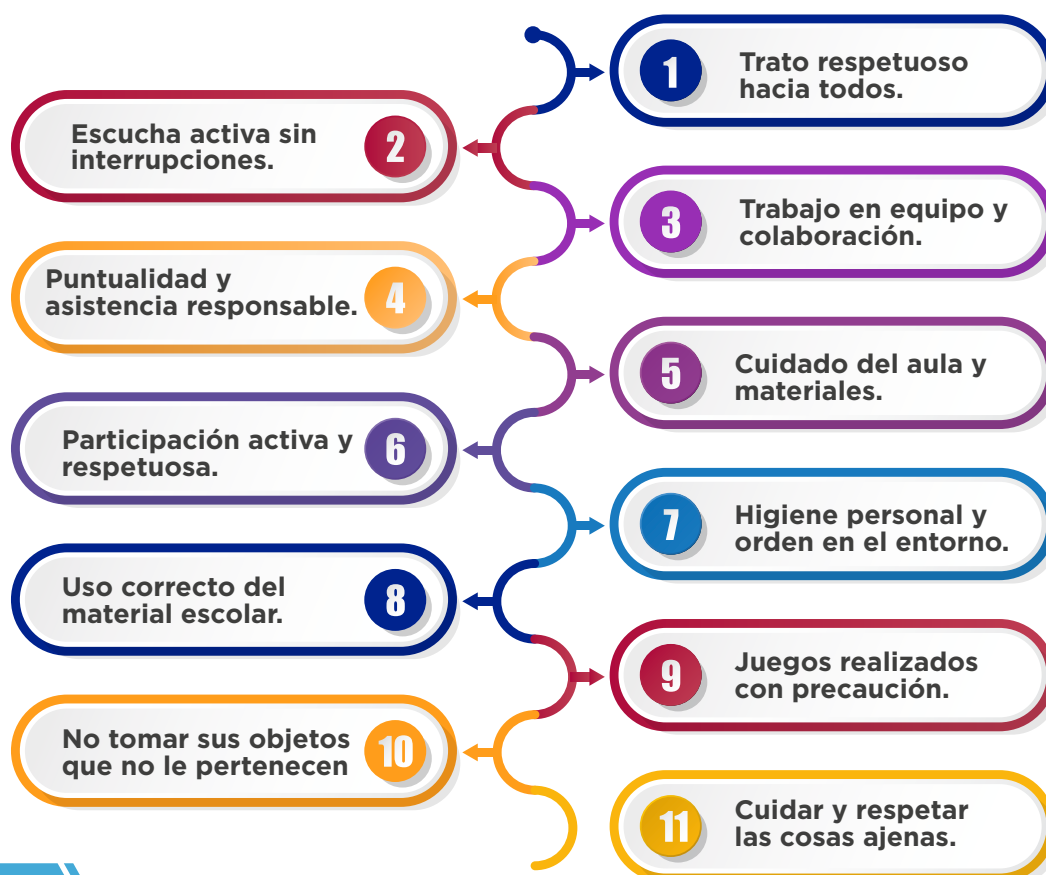 1
Trato respetuoso
hacia todos.
2
Escucha activa sin
interrupciones.
3
Trabajo en equipo y
colaboración.
4
Puntualidad y
asistencia responsable.
5
Cuidado del aula y
materiales.
6
Participación activa y
respetuosa.
7
Higiene personal y
orden en el entorno.
8
Uso correcto del
material escolar.
9
Juegos realizados
con precaución.
10
No tomar sus objetos
que no le pertenecen
11
Cuidar y respetar
las cosas ajenas.